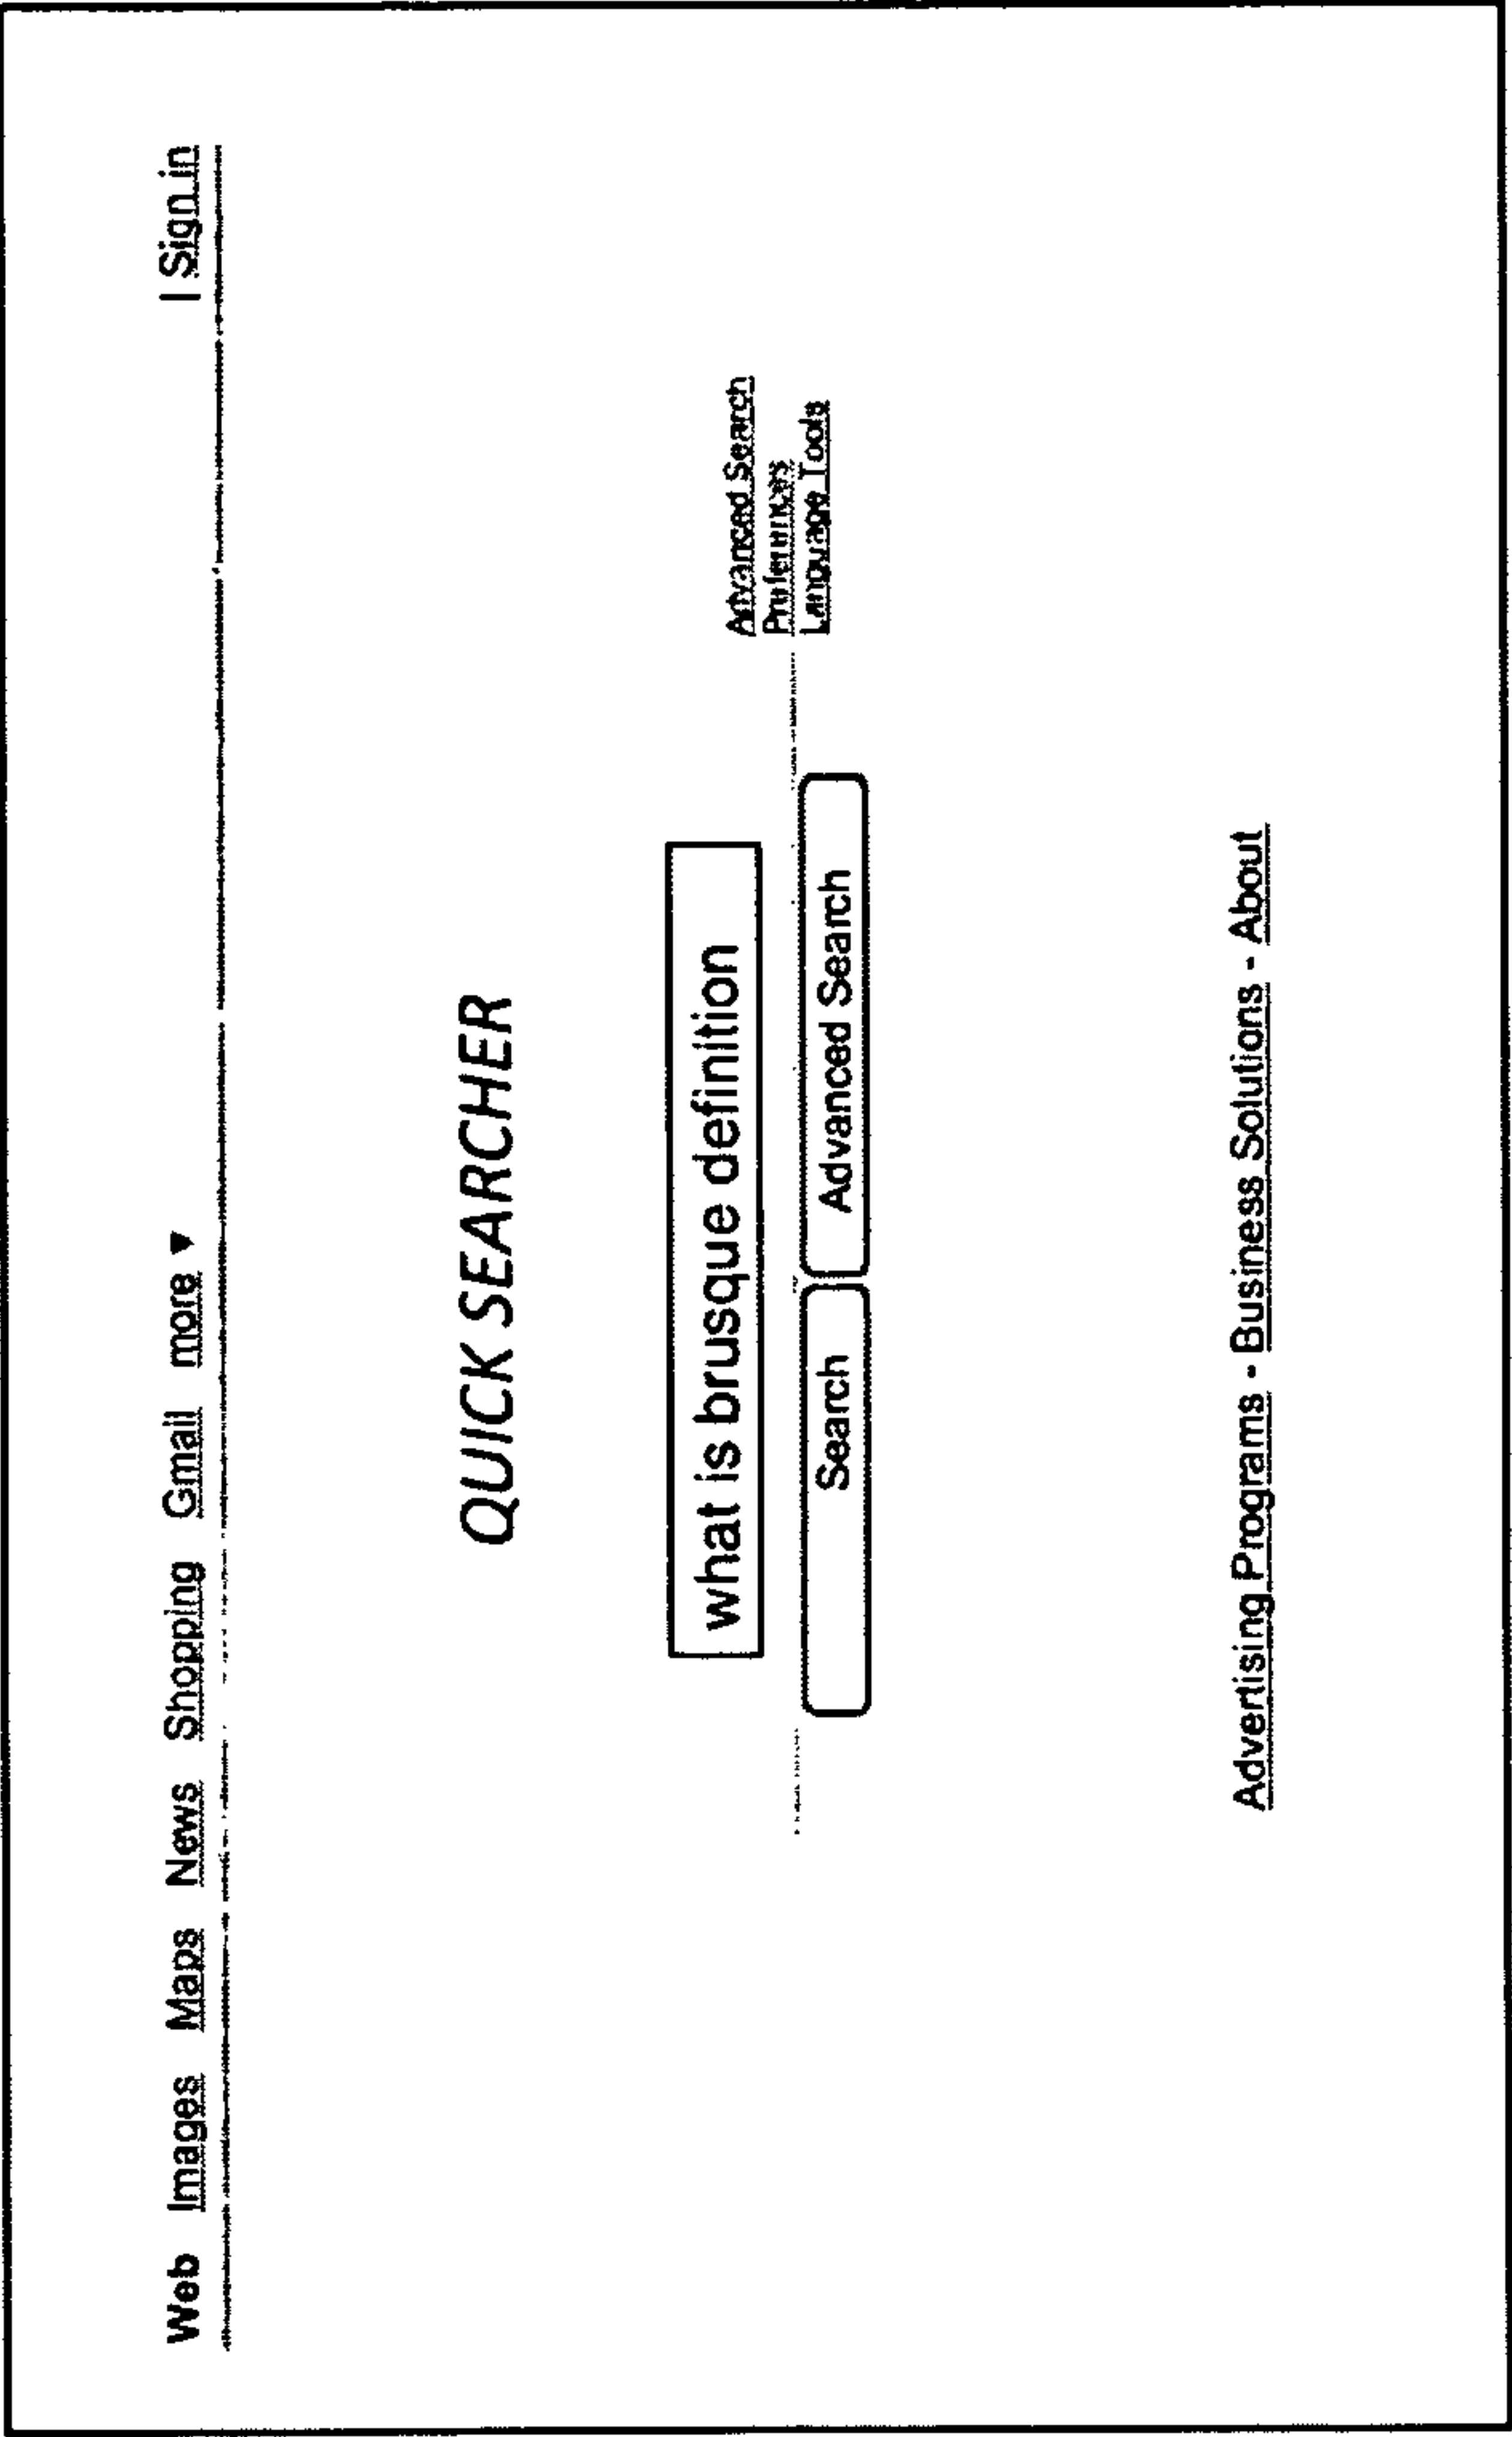 Web Images Maps News Shopping Gmail more ▼ | Sign in
QUICK SEARCHER
what is brusque definition
Advanced Search
Preferences
Language Tools
Search Advanced Search
Advertising Programs - Business Solutions - About